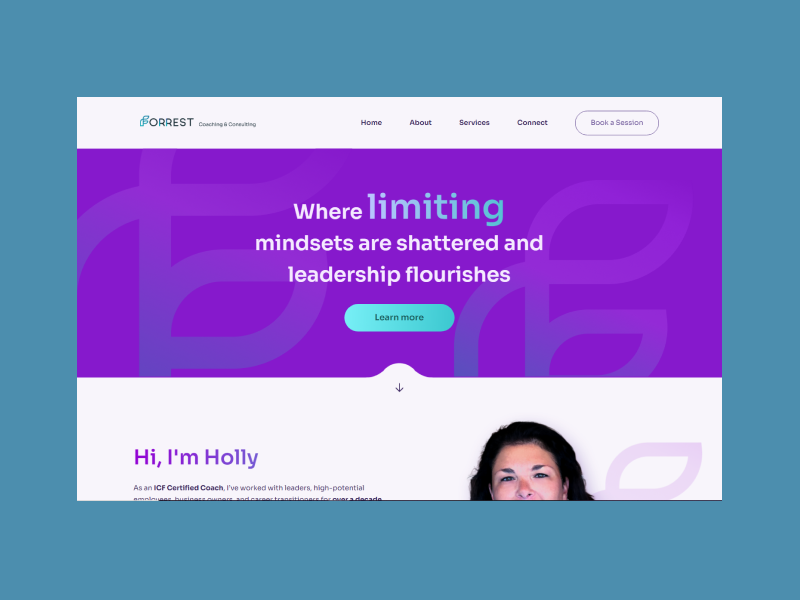 FORREST Coaching & Consulting
Home About Services Connect Book a Session
Where limiting
mindsets are shattered and
leadership flourishes
Learn more
Hi, I'm Holly
As an ICF Certified Coach, I've worked with leaders, high-potential
employees, business owners, and career transitioners for over a decade